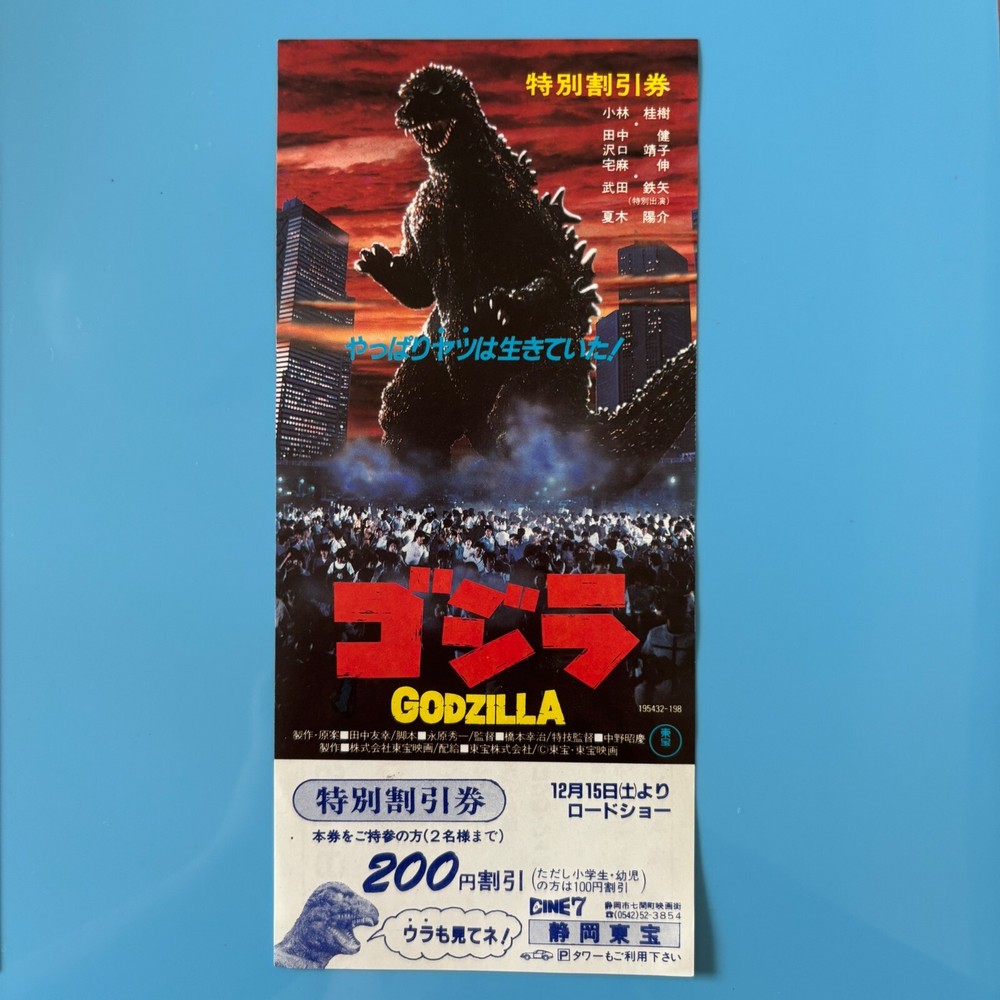 特別割引券
小林 桂樹
・
田中 健
沢口 靖子
宅麻 伸
・
武田 鉄矢
(特別出演)
夏木 陽介
やっぱりヤツは生きていた!
ゴジラ
GODZILLA
195432-198
製作・原案■田中友幸/脚本■永原秀一/監督■橋本幸治/特技監督■中野昭慶
製作■株式会社東宝映画/配給■東宝株式会社/©東宝・東宝映画
東宝
特別割引券
12月15日(土)より
ロードショー
本券をご持参の方(2名様まで)
200円割引(ただし小学生・幼児の方は100円割引)
CINE7 静岡市七間町映画街
☎(0542)52-3854
ウラも見てネ!
静岡東宝
Pタワーもご利用下さい